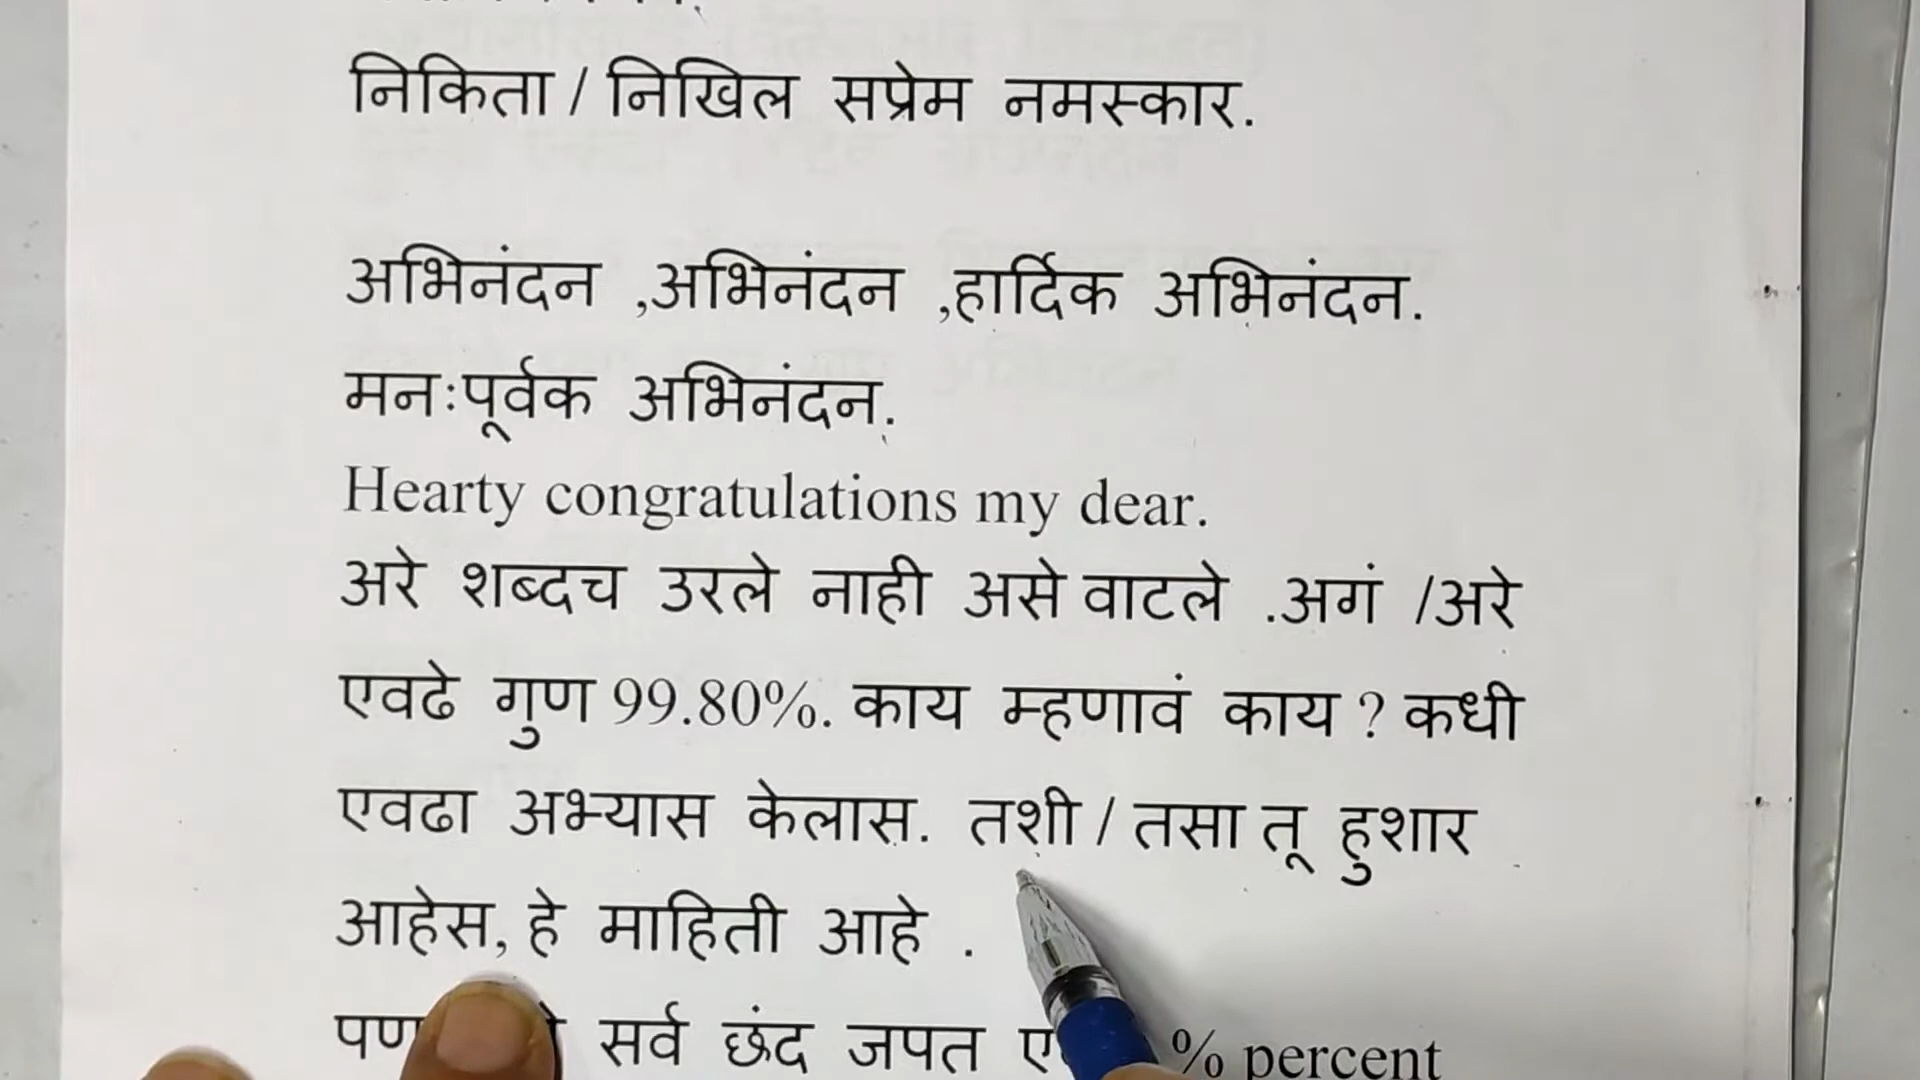 निकिता / निखिल सप्रेम नमस्कार.
अभिनंदन ,अभिनंदन ,हार्दिक अभिनंदन.
मनःपूर्वक अभिनंदन.
Hearty congratulations my dear.
अरे शब्दच उरले नाही असे वाटले .अगं /अरे
एवढे गुण 99.80%. काय म्हणावं काय ? कधी
एवढा अभ्यास केलास. तशी / तसा तू हुशार
आहेस, हे माहिती आहे .
पण सर्व छंद जपत % percent